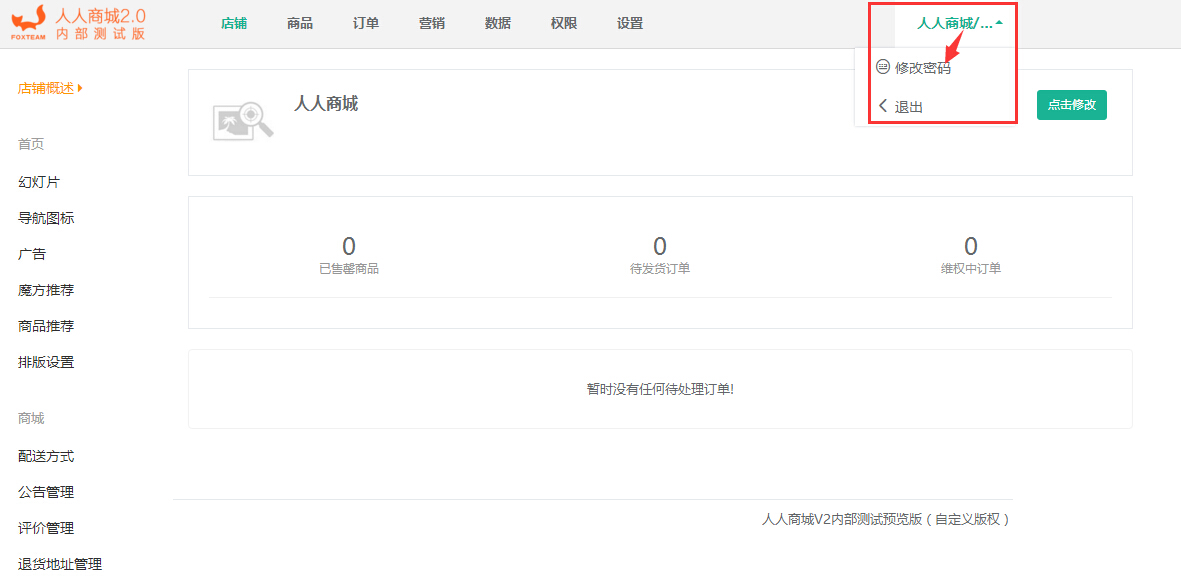 人人商城2.0
内部测试版
FOXTEAM
店铺 商品 订单 营销 数据 权限 设置
人人商城/...
修改密码
退出
店铺概述
首页
幻灯片
导航图标
广告
魔方推荐
商品推荐
排版设置
商城
配送方式
公告管理
评价管理
退货地址管理
人人商城
点击修改
0 0 0
已售罄商品 待发货订单 维权中订单
暂时没有任何待处理订单!
人人商城V2内部测试预览版（自定义版权）